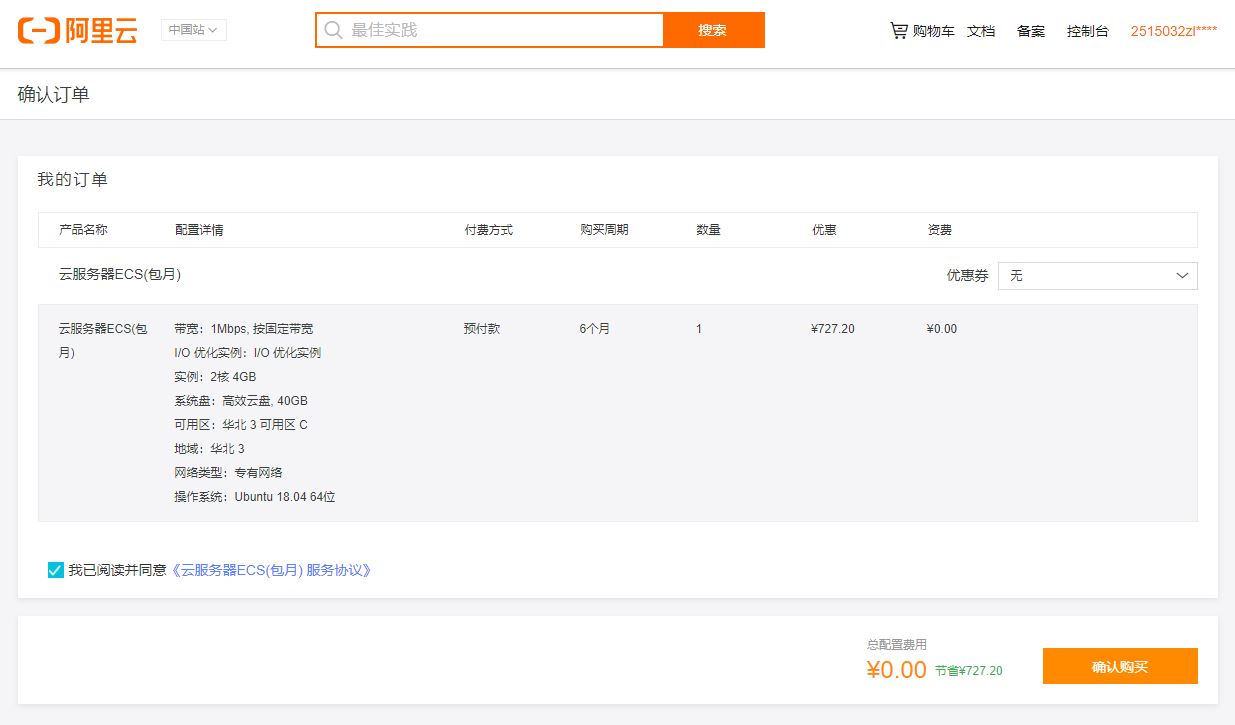 阿里云
中国站
最佳实践
搜索
购物车 文档 备案 控制台 2515032zl****
确认订单
我的订单
产品名称 配置详情 付费方式 购买周期 数量 优惠 资费
云服务器ECS(包月) 优惠券 无
云服务器ECS(包 带宽：1Mbps, 按固定带宽 预付款 6个月 1 ¥727.20 ¥0.00
月) I/O 优化实例：I/O 优化实例
实例：2核 4GB
系统盘：高效云盘, 40GB
可用区：华北 3 可用区 C
地域：华北 3
网络类型：专有网络
操作系统：Ubuntu 18.04 64位
我已阅读并同意《云服务器ECS(包月) 服务协议》
总配置费用
¥0.00 节省¥727.20
确认购买